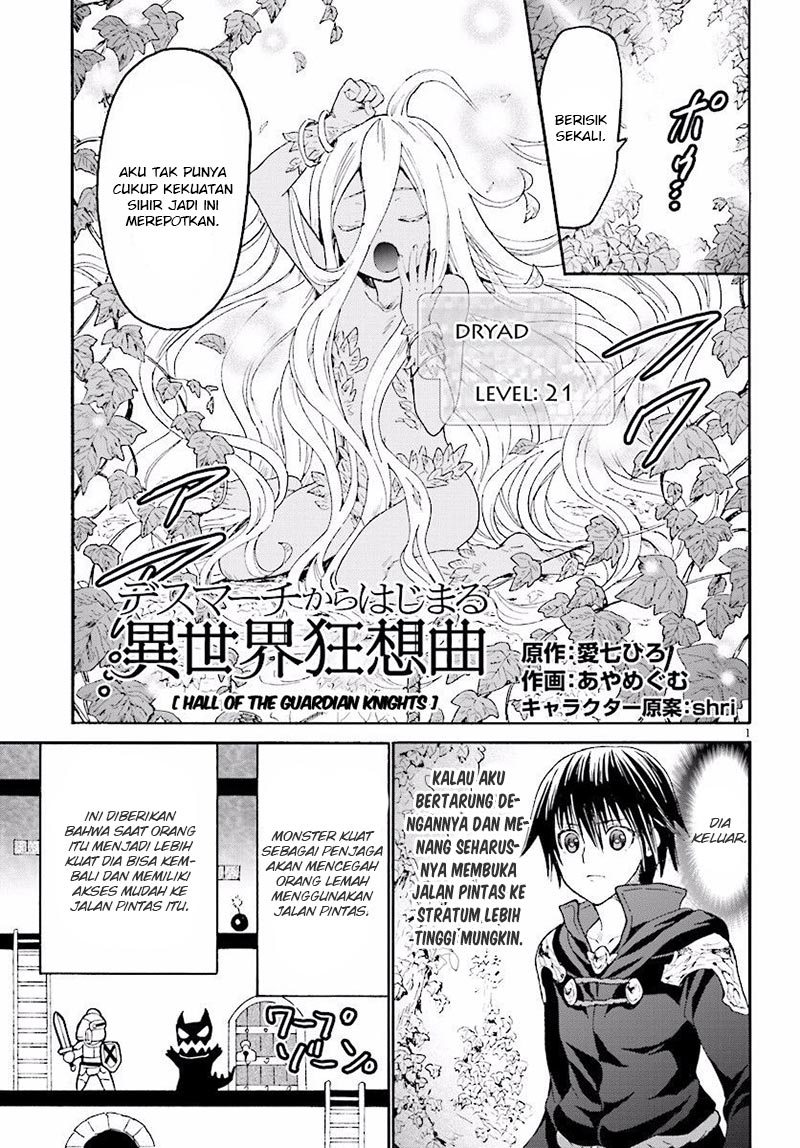 ポゥ…
BERISIK
SEKALI.
AKU TAK PUNYA
CUKUP KEKUATAN
SIHIR JADI INI
MEREPOTKAN.
DRYAD
LEVEL: 21
デスマーチからはじまる
異世界狂想曲
[ HALL OF THE GUARDIAN KNIGHTS ]
原作:愛七ひろ
作画:あやめぐむ
キャラクター原案:shri
1
DIA
KELUAR.
KALAU AKU
BERTARUNG DE-
NGANNYA DAN ME-
NANG SEHARUS-
NYA MEMBUKA
JALAN PINTAS KE
STRATUM LEBIH
TINGGI MUNGKIN.
MONSTER KUAT
SEBAGAI PENJAGA
AKAN MENCEGAH
ORANG LEMAH
MENGGUNAKAN
JALAN PINTAS.
INI DIBERIKAN
BAHWA SAAT ORANG
ITU MENJADI LEBIH
KUAT DIA BISA KEM-
BALI DAN MEMILIKI
AKSES MUDAH KE
JALAN PINTAS ITU.
ワープ
ゾーン。